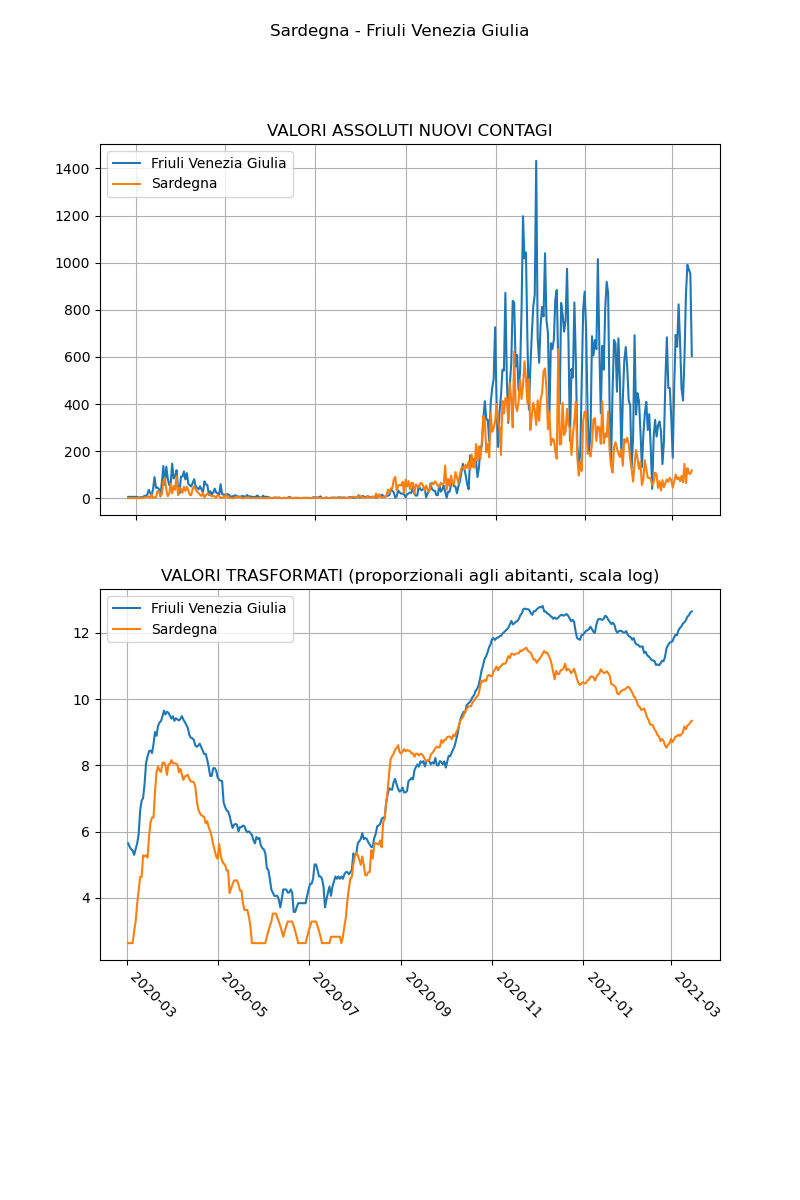 Sardegna - Friuli Venezia Giulia
VALORI ASSOLUTI NUOVI CONTAGI
Friuli Venezia Giulia
Sardegna
1400
1200
1000
800
600
400
200
0
VALORI TRASFORMATI (proporzionali agli abitanti, scala log)
Friuli Venezia Giulia
Sardegna
12
10
8
6
4
2020-03
2020-05
2020-07
2020-09
2020-11
2021-01
2021-03